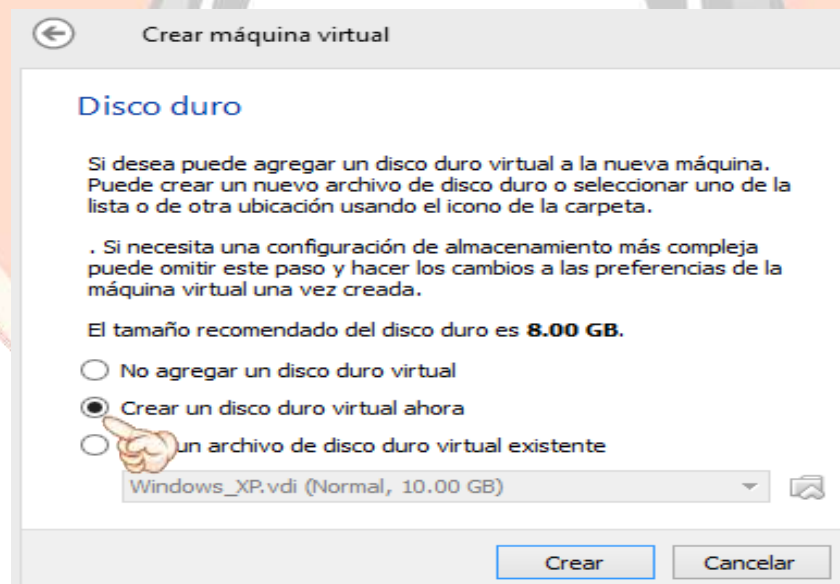 Crear máquina virtual
Disco duro
Si desea puede agregar un disco duro virtual a la nueva máquina.
Puede crear un nuevo archivo de disco duro o seleccionar uno de la
lista o de otra ubicación usando el icono de la carpeta.
. Si necesita una configuración de almacenamiento más compleja
puede omitir este paso y hacer los cambios a las preferencias de la
máquina virtual una vez creada.
El tamaño recomendado del disco duro es 8.00 GB.
No agregar un disco duro virtual
Crear un disco duro virtual ahora
un archivo de disco duro virtual existente
Windows_XP.vdi (Normal, 10.00 GB)
Crear
Cancelar